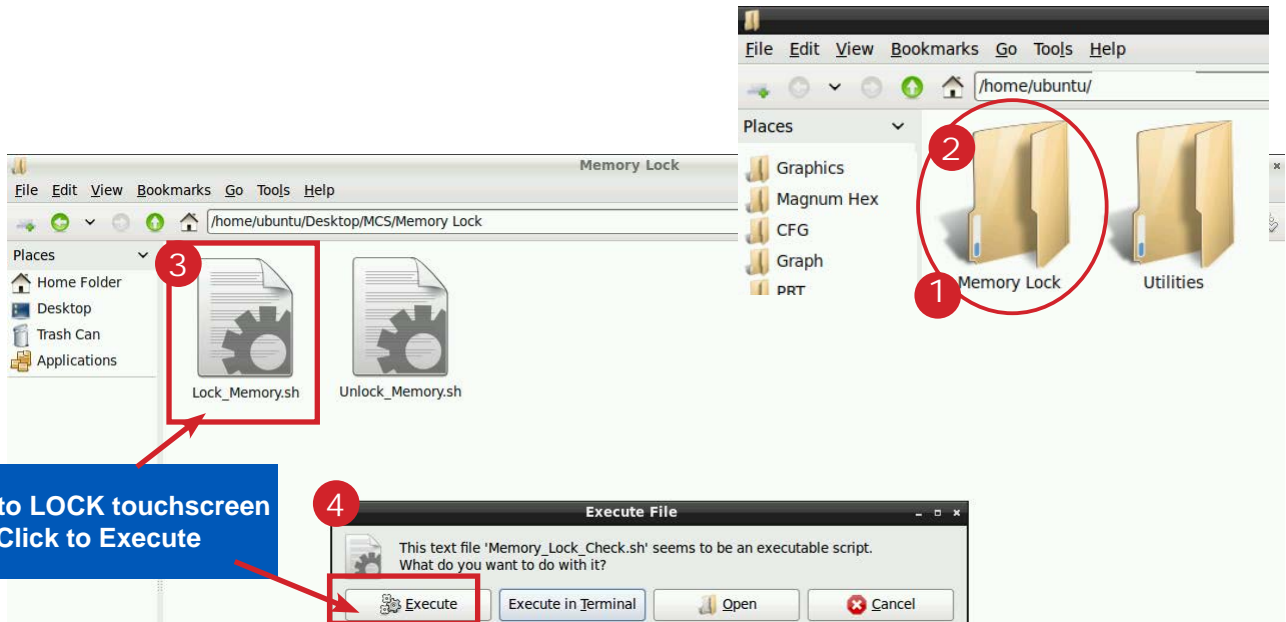 File Edit View Bookmarks Go Tools Help
/home/ubuntu/
Places
Graphics
Magnum Hex
CFG
Graph
PRT
2
1
Memory Lock
Utilities
Memory Lock
File Edit View Bookmarks Go Tools Help
/home/ubuntu/Desktop/MCS/Memory Lock
Places
Home Folder
Desktop
Trash Can
Applications
3
Lock_Memory.sh
Unlock_Memory.sh
to LOCK touchscreen
Click to Execute
4
Execute File
This text file 'Memory_Lock_Check.sh' seems to be an executable script.
What do you want to do with it?
Execute
Execute in Terminal
Open
Cancel